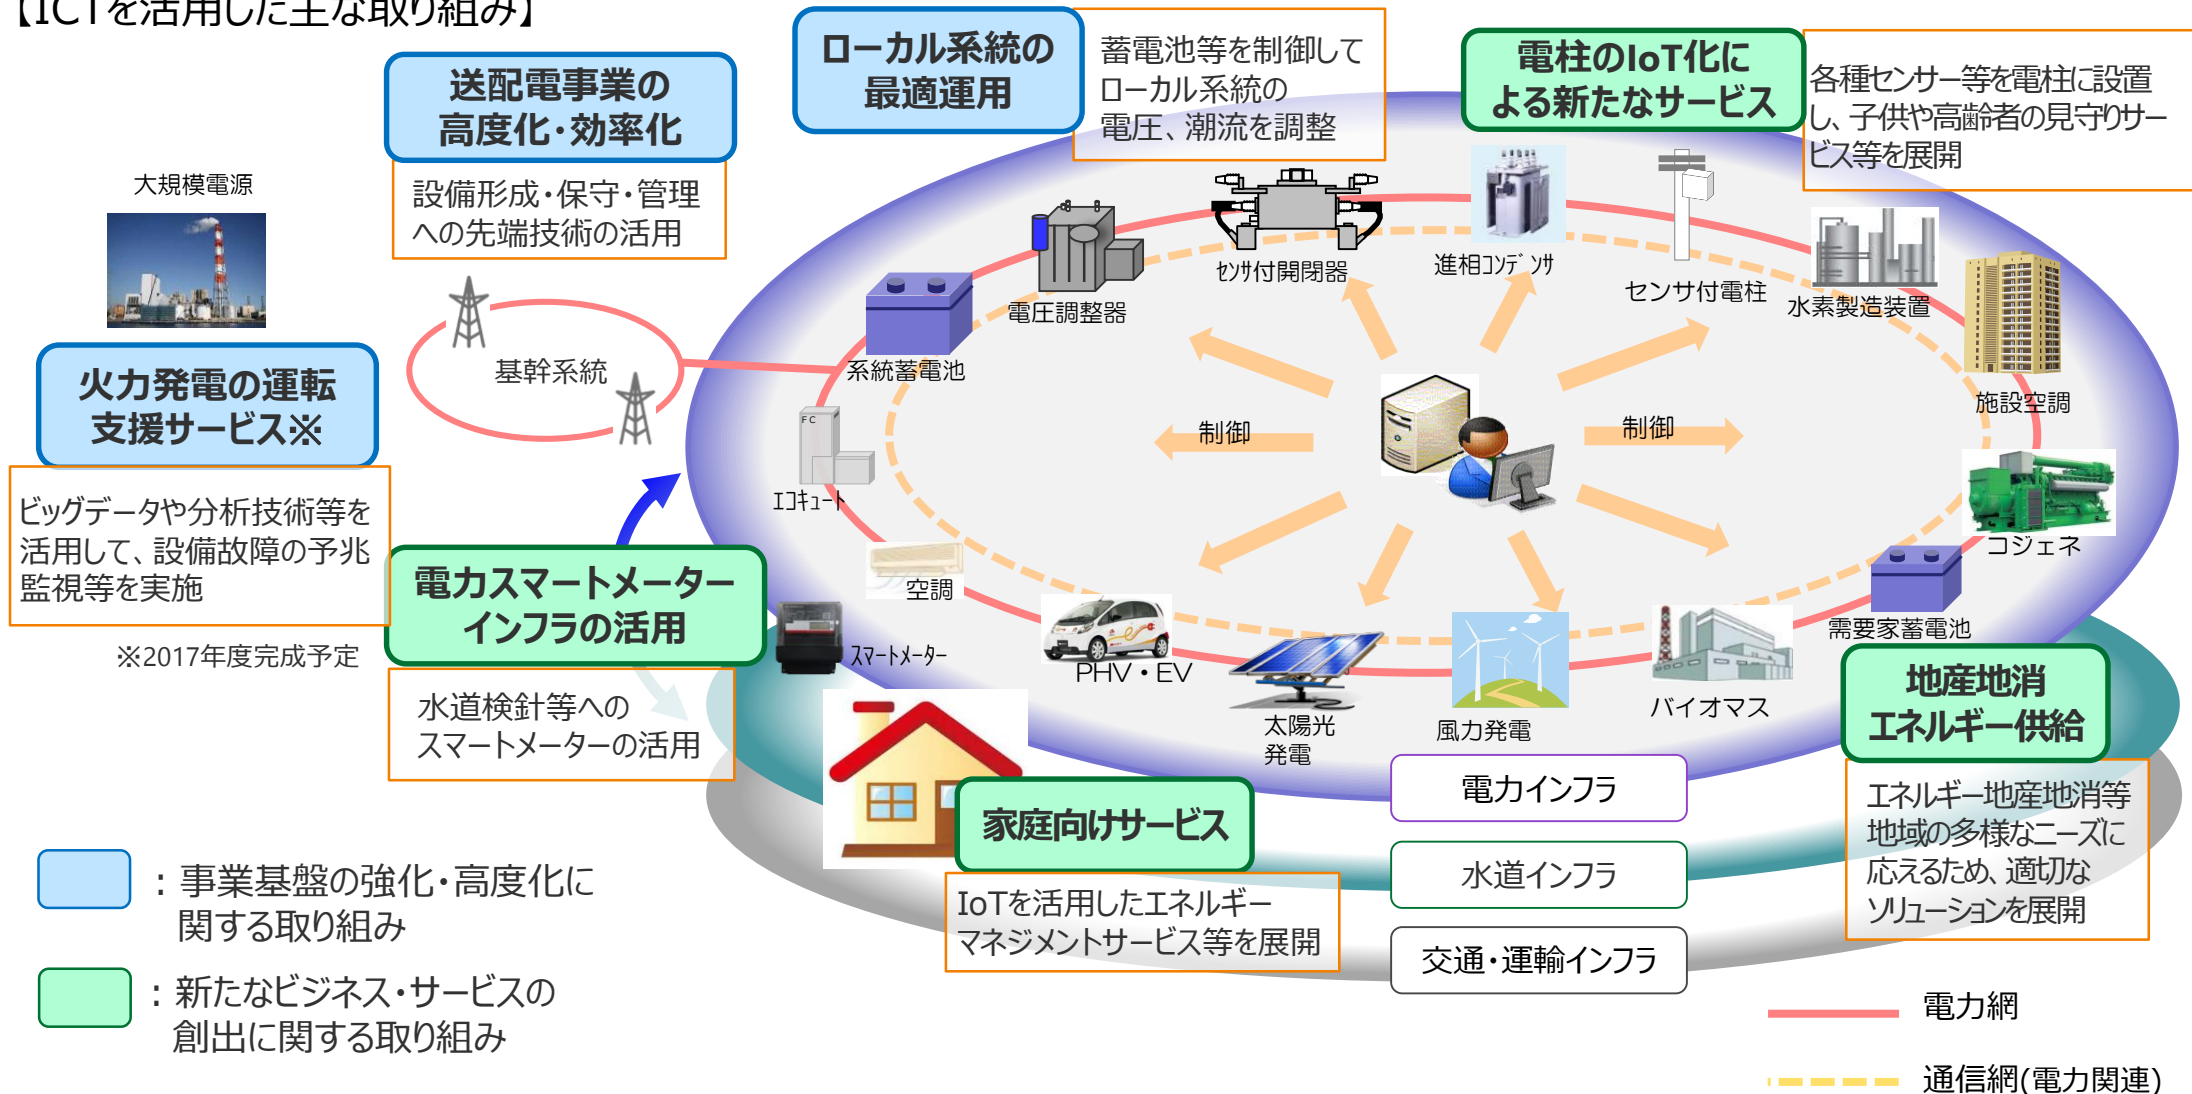 【ICTを活用した主な取り組み】
送配電事業の
高度化・効率化
設備形成・保守・管理
への先端技術の活用
ローカル系統の
最適運用
蓄電池等を制御して
ローカル系統の
電圧、潮流を調整
電柱のIoT化に
よる新たなサービス
各種センサー等を電柱に設置
し、子供や高齢者の見守りサー
ビス等を展開
大規模電源
火力発電の運転
支援サービス※
ビッグデータや分析技術等を
活用して、設備故障の予兆
監視等を実施
※2017年度完成予定
基幹系統
電力スマートメーター
インフラの活用
水道検針等への
スマートメーターの活用
系統蓄電池
電圧調整器
ｾﾝｻ付開閉器
進相ｺﾝﾃﾞﾝｻ
センサ付電柱
水素製造装置
施設空調
FC
ｴｺｷｭｰﾄ
制御
制御
コジェネ
空調
ｽﾏｰﾄﾒｰﾀｰ
PHV・EV
太陽光
発電
風力発電
バイオマス
需要家蓄電池
地産地消
エネルギー供給
エネルギー地産地消等
地域の多様なニーズに
応えるため、適切な
ソリューションを展開
家庭向けサービス
IoTを活用したエネルギー
マネジメントサービス等を展開
電力インフラ
水道インフラ
交通・運輸インフラ
：事業基盤の強化・高度化に
関する取り組み
：新たなビジネス・サービスの
創出に関する取り組み
電力網
通信網(電力関連)